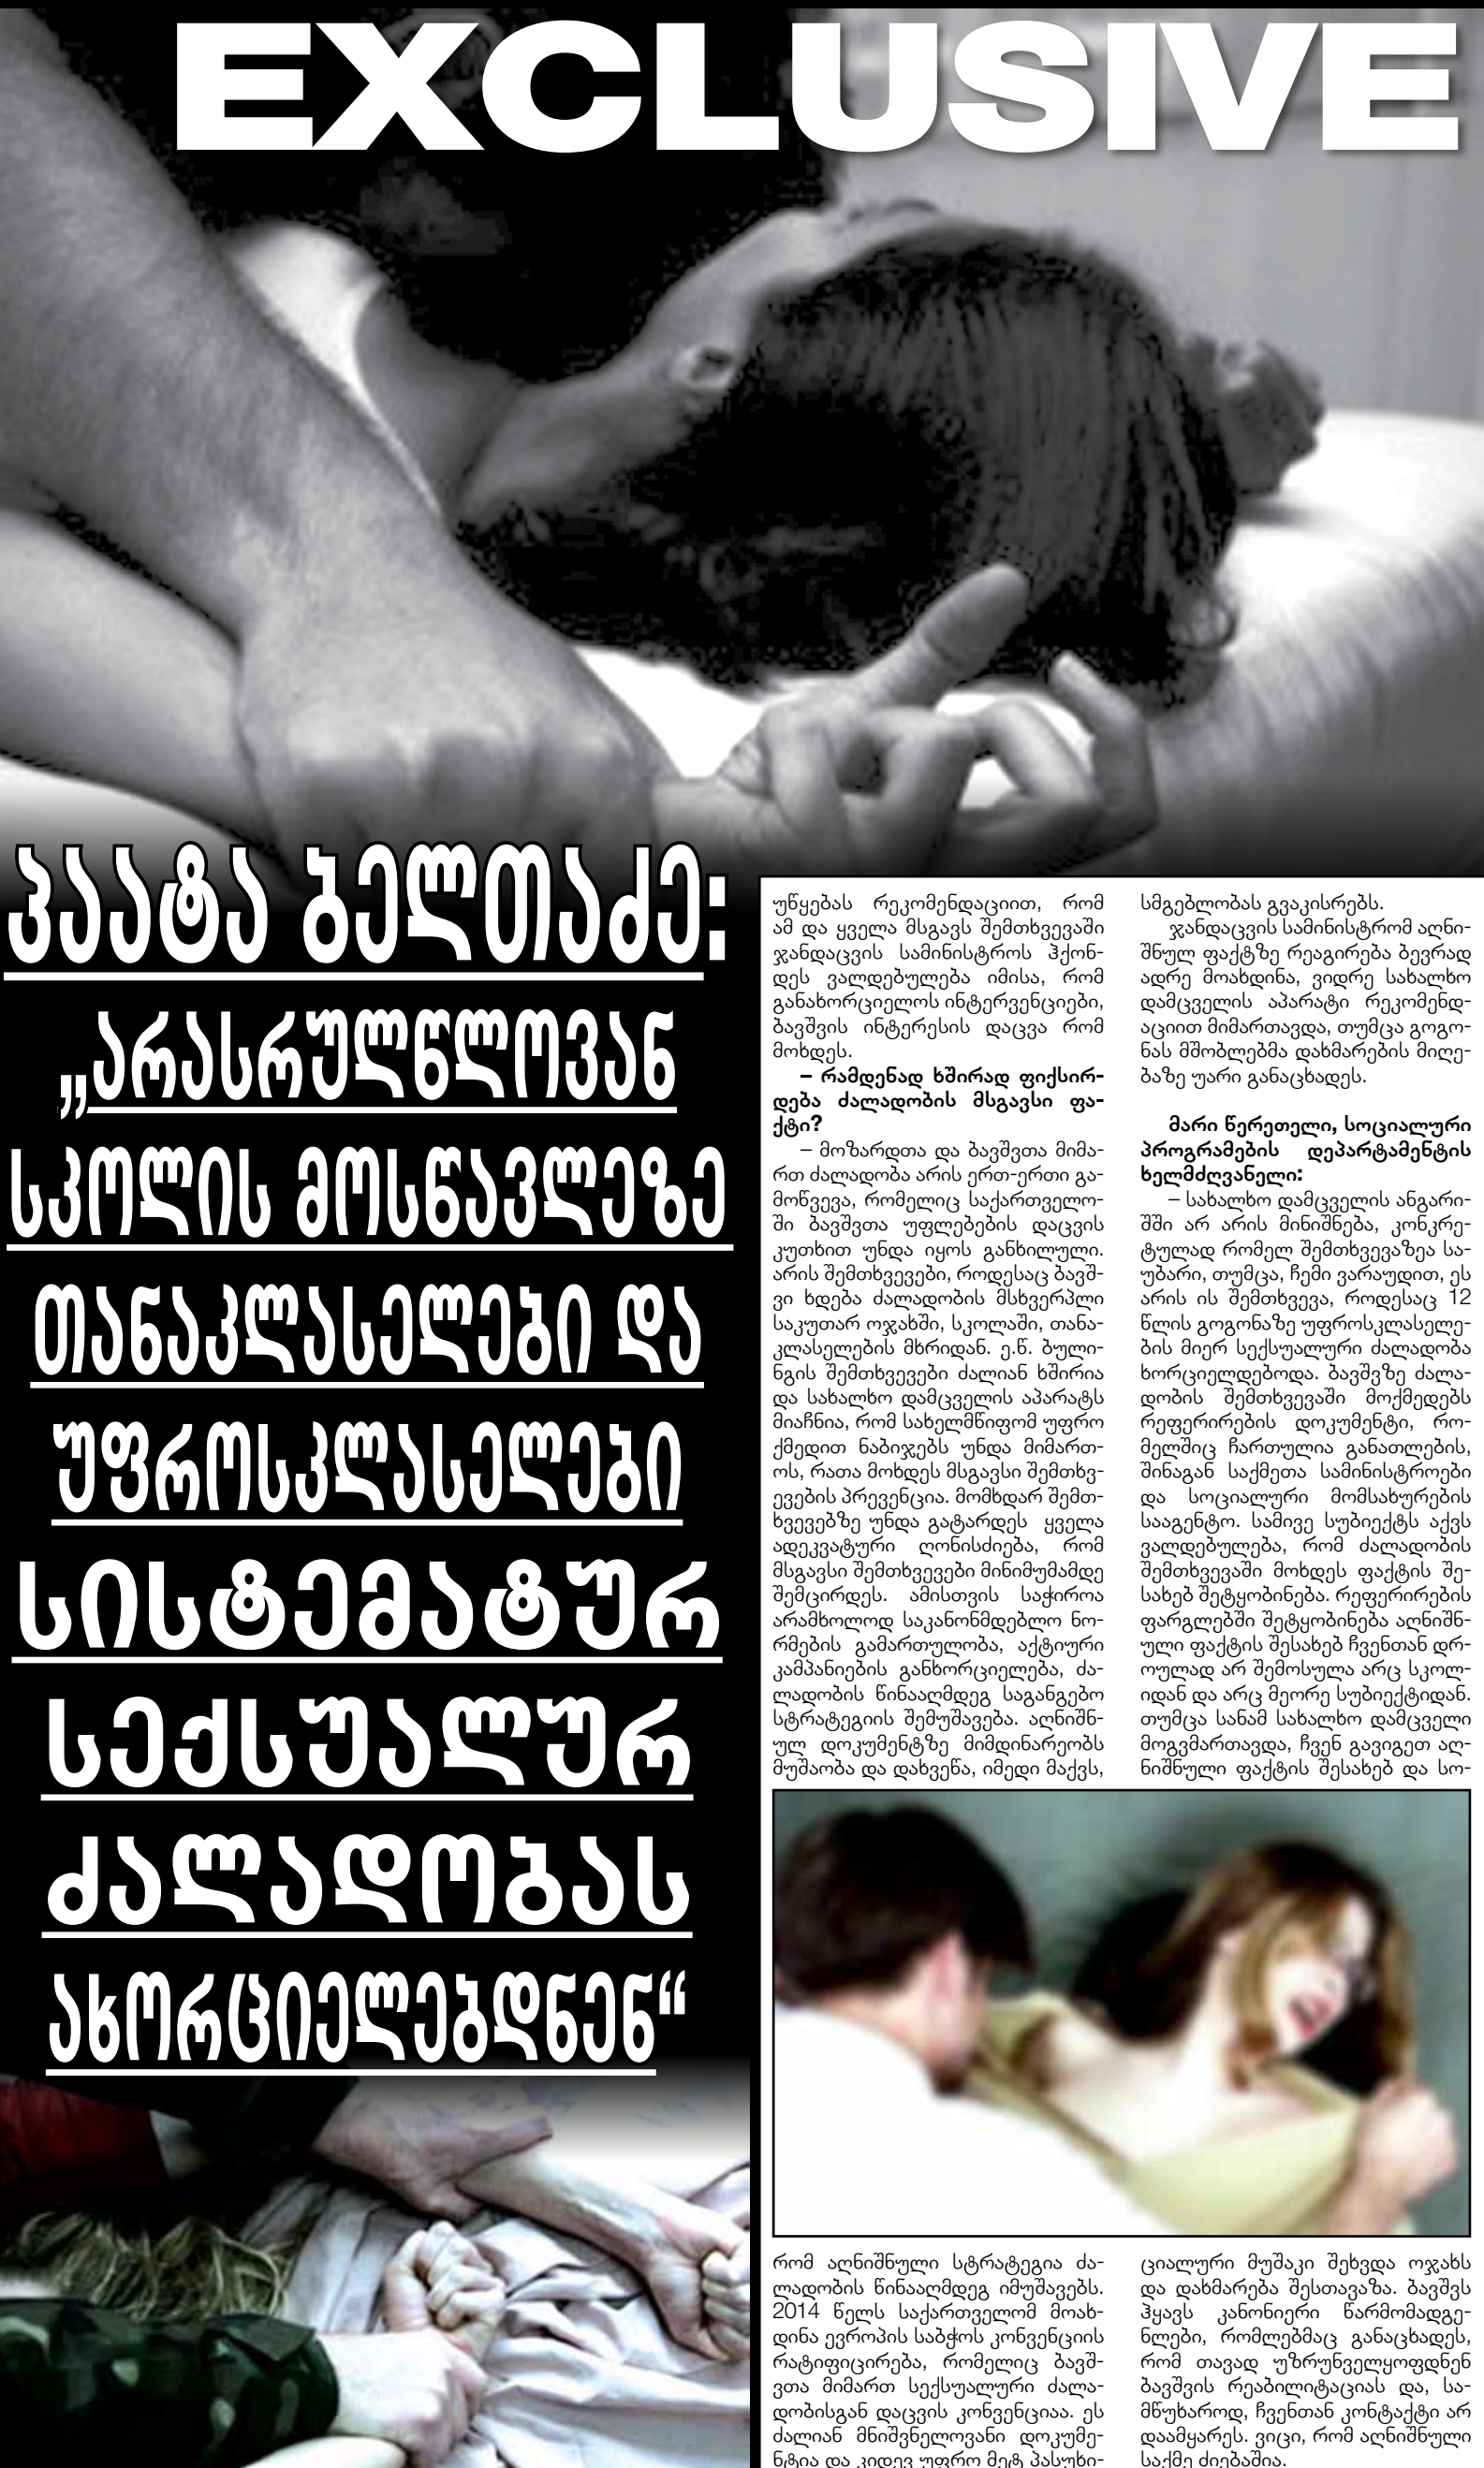 EXCLUSIVE
პაატა ბელთაძე:
„არასრულწლოვან
სკოლის მოსწავლეზე
თანაკლასელები და
უფროსკლასელები
სისტემატურ
სექსუალურ
ძალადობას
ახორციელებდნენ“
უწყებას რეკომენდაციით, რომ
ამ და ყველა მსგავს შემთხვევაში
ჯანდაცვის სამინისტროს ჰქონ-
დეს ვალდებულება იმისა, რომ
განახორციელოს ინტერვენციები,
ბავშვის ინტერესის დაცვა რომ
მოხდეს.
– რამდენად ხშირად ფიქსირ-
დება ძალადობის მსგავსი ფა-
ქტი?
– მოზარდთა და ბავშვთა მიმა-
რთ ძალადობა არის ერთ-ერთი გა-
მოწვევა, რომელიც საქართველო-
ში ბავშვთა უფლებების დაცვის
კუთხით უნდა იყოს განხილული.
არის შემთხვევები, როდესაც ბავშ-
ვი ხდება ძალადობის მსხვერპლი
საკუთარ ოჯახში, სკოლაში, თანა-
კლასელების მხრიდან. ე.წ. ბული-
ნგის შემთხვევები ძალიან ხშირია
და სახალხო დამცველის აპარატს
მიაჩნია, რომ სახელმწიფომ უფრო
ქმედით ნაბიჯებს უნდა მიმართ-
ოს, რათა მოხდეს მსგავსი შემთხვ-
ევების პრევენცია. მომხდარ შემთ-
ხვევებზე უნდა გატარდეს ყველა
ადეკვატური ღონისძიება, რომ
მსგავსი შემთხვევები მინიმუმამდე
შემცირდეს. ამისთვის საჭიროა
არამხოლოდ საკანონმდებლო ნო-
რმების გამართულობა, აქტიური
კამპანიების განხორციელება, ძა-
ლადობის წინააღმდეგ საგანგებო
სტრატეგიის შემუშავება. აღნიშნ-
ულ დოკუმენტზე მიმდინარეობს
მუშაობა და დახვეწა, იმედი მაქვს,
რომ აღნიშნული სტრატეგია ძა-
ლადობის წინააღმდეგ იმუშავებს.
2014 წელს საქართველომ მოახ-
დინა ევროპის საბჭოს კონვენციის
რატიფიცირება, რომელიც ბავშ-
ვთა მიმართ სექსუალური ძალა-
დობისგან დაცვის კონვენციაა. ეს
ძალიან მნიშვნელოვანი დოკუმე-
ნტია და კიდევ უფრო მეტ პასუხი-
სმგებლობას გვაკისრებს.
ჯანდაცვის სამინისტრომ აღნი-
შნულ ფაქტზე რეაგირება ბევრად
ადრე მოახდინა, ვიდრე სახალხო
დამცველის აპარატი რეკომენდ-
აციით მიმართავდა, თუმცა გოგო-
ნას მშობლებმა დახმარების მიღე-
ბაზე უარი განაცხადეს.
მარი წერეთელი, სოციალური
პროგრამების დეპარტამენტის
ხელმძღვანელი:
– სახალხო დამცველის ანგარი-
შში არ არის მინიშნება, კონკრე-
ტულად რომელ შემთხვევაზეა სა-
უბარი, თუმცა, ჩემი ვარაუდით, ეს
არის ის შემთხვევა, როდესაც 12
წლის გოგონაზე უფროსკლასელე-
ბის მიერ სექსუალური ძალადობა
ხორციელდებოდა. ბავშვზე ძალა-
დობის შემთხვევაში მოქმედებს
რეფერირების დოკუმენტი, რო-
მელშიც ჩართულია განათლების,
შინაგან საქმეთა სამინისტროები
და სოციალური მომსახურების
სააგენტო. სამივე სუბიექტს აქვს
ვალდებულება, რომ ძალადობის
შემთხვევაში მოხდეს ფაქტის შე-
სახებ შეტყობინება. რეფერირების
ფარგლებში შეტყობინება აღნიშნ-
ული ფაქტის შესახებ ჩვენთან დრ-
ოულად არ შემოსულა არც სკოლ-
იდან და არც მეორე სუბიექტიდან.
თუმცა სანამ სახალხო დამცველი
მოგვმართავდა, ჩვენ გავიგეთ აღ-
ნიშნული ფაქტის შესახებ და სო-
ციალური მუშაკი შეხვდა ოჯახს
და დახმარება შესთავაზა. ბავშვს
ჰყავს კანონიერი წარმომადგე-
ნლები, რომლებმაც განაცხადეს,
რომ თავად უზრუნველყოფდნენ
ბავშვის რეაბილიტაციას და, სა-
მწუხაროდ, ჩვენთან კონტაქტი არ
დაამყარეს. ვიცი, რომ აღნიშნული
საქმე ძიებაშია.